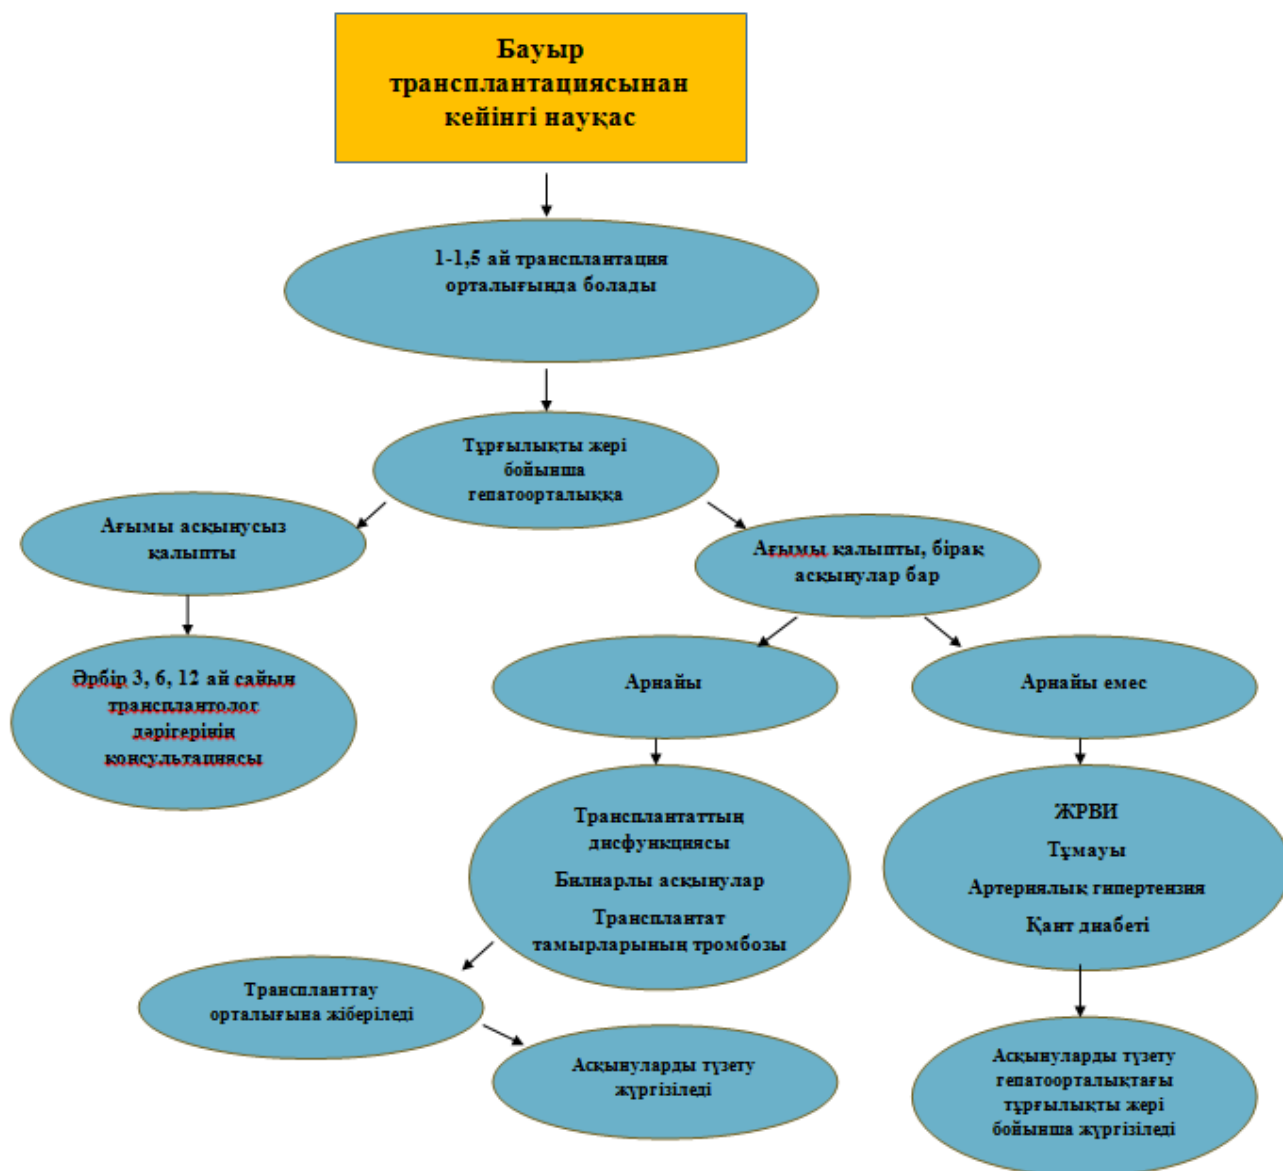 Бауыр
трансплантациясынан
кейінгі науқас
1-1,5 ай трансплантация
орталығында болады
Тұрғылықты жері
бойынша
гепатоорталыққа
Ағымы асқынусыз
қалыпты
Ағымы қалыпты, бірақ
асқынулар бар
Әрбір 3, 6, 12 ай сайын
трансплантолог
дәрігерінің
консультациясы
Арнайы
Арнайы емес
Трансплантаттың
дисфункциясы
Билиарлы асқынулар
Трансплантат
тамырларының тромбозы
ЖРВИ
Тұмауы
Артериялық гипертензия
Қант диабеті
Транспланттау
орталығына жіберіледі
Асқынуларды түзету
жүргізіледі
Асқынуларды түзету
гепатоорталықтағы
тұрғылықты жері
бойынша жүргізіледі